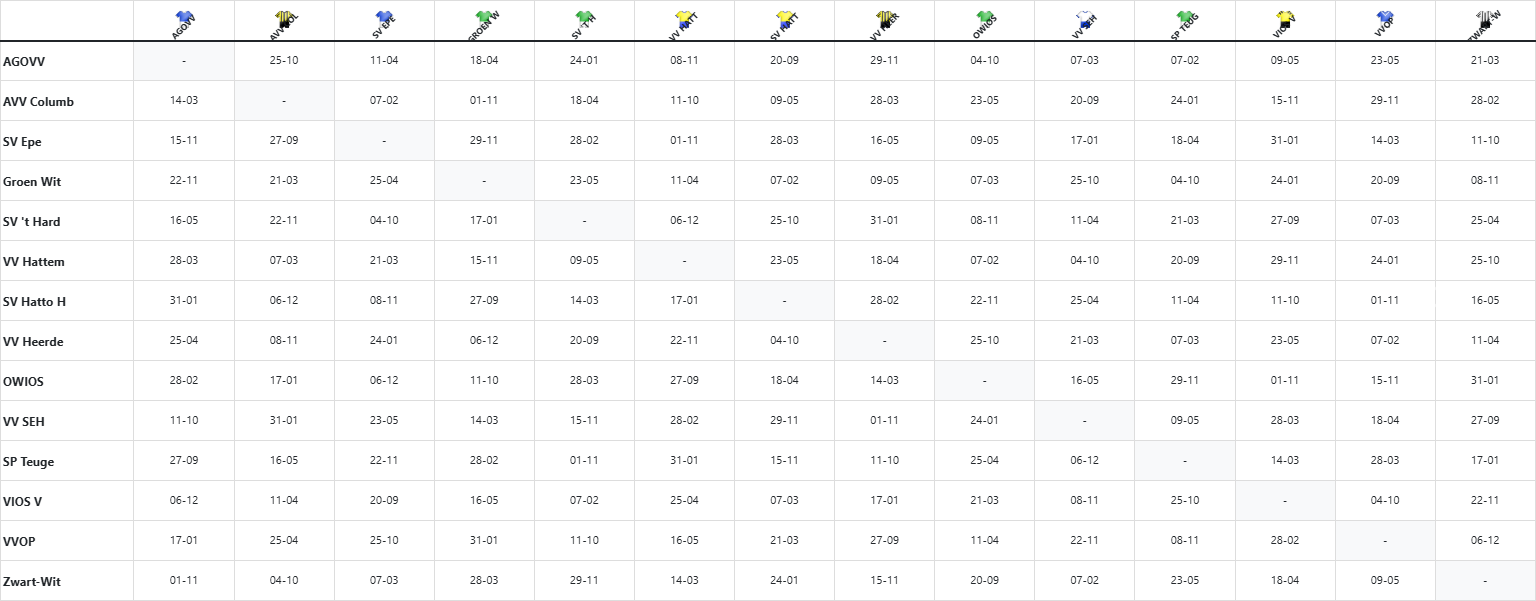 AGOVV SV EPE GROEN W SV 'T H VV HATT SV HATT VV HEER OWIOS VV SEH SP TEUG VIOS V VVOP
AGOVV - 25-10 11-04 18-04 24-01 08-11 20-09 29-11 04-10 07-03 07-02 09-05 23-05 21-03
AVV Columb 14-03 - 07-02 01-11 18-04 11-10 09-05 28-03 23-05 20-09 24-01 15-11 29-11 28-02
SV Epe 15-11 27-09 - 29-11 28-02 01-11 28-03 16-05 09-05 17-01 18-04 31-01 14-03 11-10
Groen Wit 22-11 21-03 25-04 - 23-05 11-04 07-02 09-05 07-03 25-10 04-10 24-01 20-09 08-11
SV 't Hard 16-05 22-11 04-10 17-01 - 06-12 25-10 31-01 08-11 11-04 21-03 27-09 07-03 25-04
VV Hattem 28-03 07-03 21-03 15-11 09-05 - 23-05 18-04 07-02 04-10 20-09 29-11 24-01 25-10
SV Hatto H 31-01 06-12 08-11 27-09 14-03 17-01 - 28-02 22-11 25-04 11-04 11-10 01-11 16-05
VV Heerde 25-04 08-11 24-01 06-12 20-09 22-11 04-10 - 25-10 21-03 07-03 23-05 07-02 11-04
OWIOS 28-02 17-01 06-12 11-10 28-03 27-09 18-04 14-03 - 16-05 29-11 01-11 15-11 31-01
VV SEH 11-10 31-01 23-05 14-03 15-11 28-02 29-11 01-11 24-01 - 09-05 28-03 18-04 27-09
SP Teuge 27-09 16-05 22-11 28-02 01-11 31-01 15-11 11-10 25-04 06-12 - 14-03 28-03 17-01
VIOS V 06-12 11-04 20-09 16-05 07-02 25-04 07-03 17-01 21-03 08-11 25-10 - 04-10 22-11
VVOP 17-01 25-04 25-10 31-01 11-10 16-05 21-03 27-09 11-04 22-11 08-11 28-02 - 06-12
Zwart-Wit 01-11 04-10 07-03 28-03 29-11 14-03 24-01 15-11 20-09 07-02 23-05 18-04 09-05 -